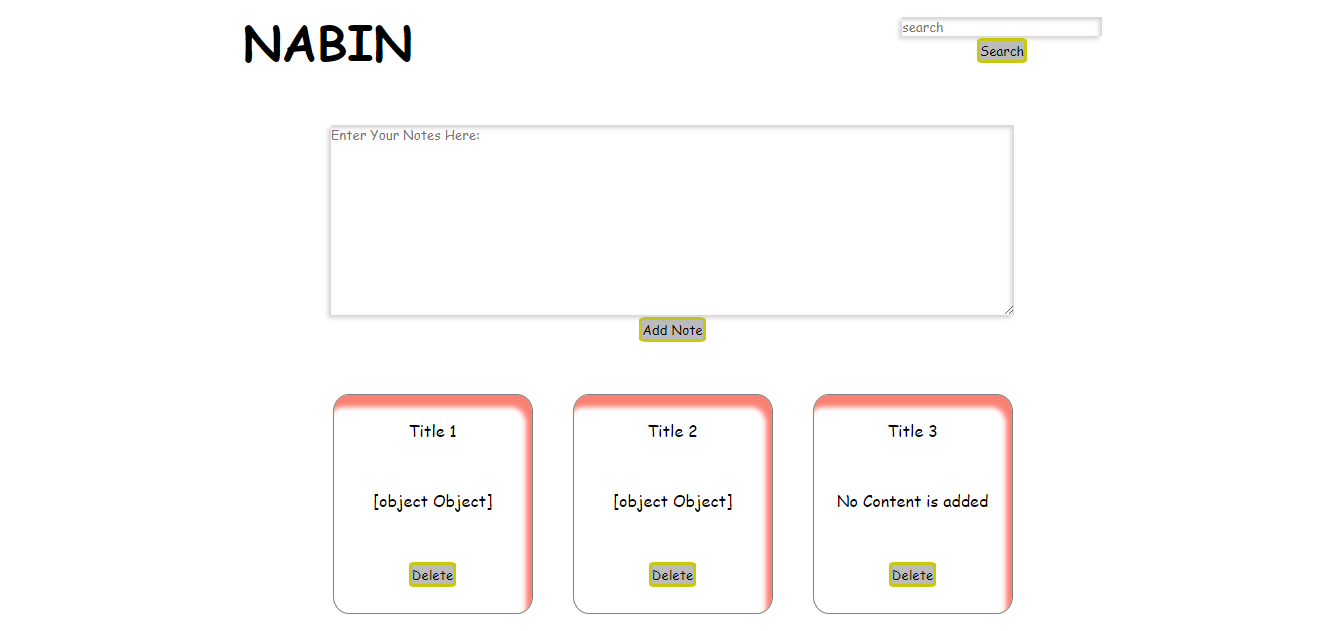 NABIN
search
Search
Enter Your Notes Here:
Add Note
Title 1
[object Object]
Delete
Title 2
[object Object]
Delete
Title 3
No Content is added
Delete